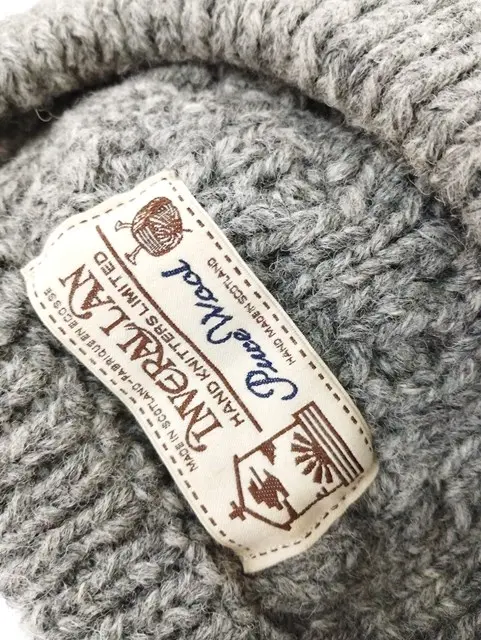 MADE IN SCOTLAND-FABRIQUE EN ECOSSE
INVERALLAN
HAND KNITTERS LIMITED
Pure Wool
HAND MADE IN SCOTLAND